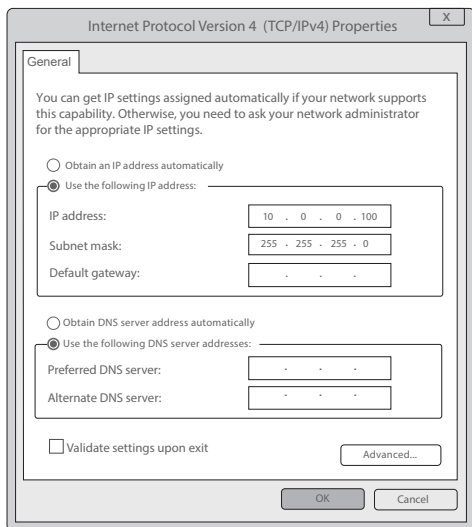 Internet Protocol Version 4 (TCP/IPv4) Properties
X
General
You can get IP settings assigned automatically if your network supports
this capability. Otherwise, you need to ask your network administrator
for the appropriate IP settings.
Obtain an IP address automatically
Use the following IP address:
IP address: 10 . 0 . 0 . 100
Subnet mask: 255 . 255 . 255 . 0
Default gateway: . . .
Obtain DNS server address automatically
Use the following DNS server addresses:
Preferred DNS server: . . .
Alternate DNS server: . . .
Validate settings upon exit
Advanced...
OK Cancel